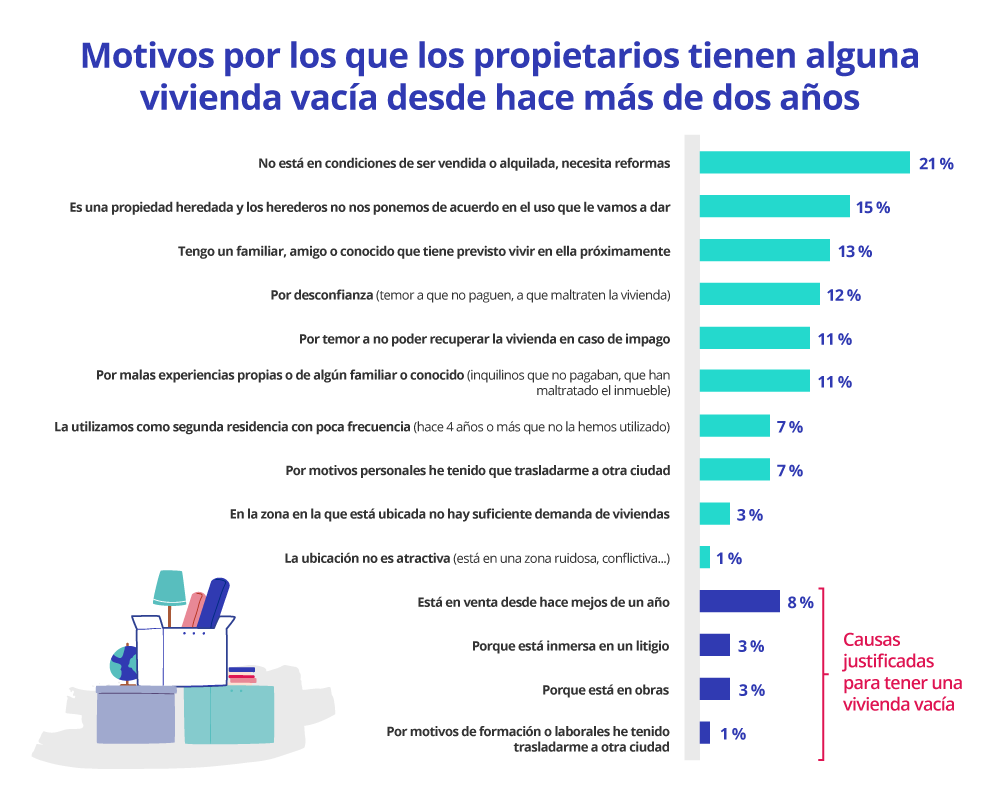 Motivos por los que los propietarios tienen alguna
vivienda vacía desde hace más de dos años
No está en condiciones de ser vendida o alquilada, necesita reformas
21 %
Es una propiedad heredada y los herederos no nos ponemos de acuerdo en el uso que le vamos a dar
15 %
Tengo un familiar, amigo o conocido que tiene previsto vivir en ella próximamente
13 %
Por desconfianza (temor a que no paguen, a que maltraten la vivienda)
12 %
Por temor a no poder recuperar la vivienda en caso de impago
11 %
Por malas experiencias propias o de algún familiar o conocido (inquilinos que no pagaban, que han
maltratado el inmueble)
11 %
La utilizamos como segunda residencia con poca frecuencia (hace 4 años o más que no la hemos utilizado)
7 %
Por motivos personales he tenido que trasladarme a otra ciudad
7 %
En la zona en la que está ubicada no hay suficiente demanda de viviendas
3 %
La ubicación no es atractiva (está en una zona ruidosa, conflictiva...)
1 %
Está en venta desde hace mejos de un año
8 %
Porque está inmersa en un litigio
3 %
Porque está en obras
3 %
Por motivos de formación o laborales he tenido
trasladarme a otra ciudad
1 %
Causas
justificadas
para tener una
vivienda vacía